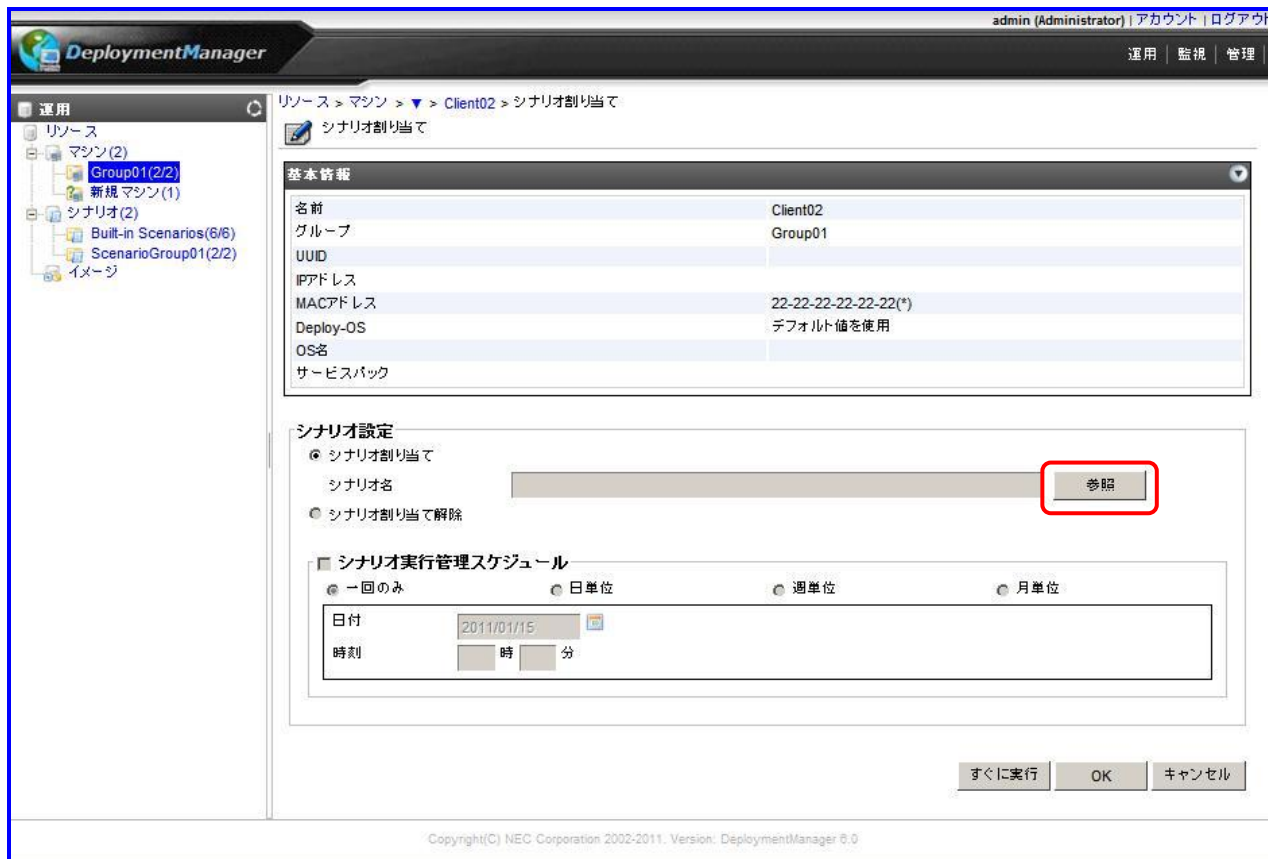 admin (Administrator) | アカウント | ログアウト
DeploymentManager
運用 | 監視 | 管理 |
運用
リソース
マシン(2)
Group01(2/2)
新規マシン(1)
シナリオ(2)
Built-in Scenarios(6/6)
ScenarioGroup01(2/2)
イメージ
リソース > マシン > ▼ > Client02 > シナリオ割り当て
シナリオ割り当て
基本情報
名前 Client02
グループ Group01
UUID
IPアドレス
MACアドレス 22-22-22-22-22-22(*)
Deploy-OS デフォルト値を使用
OS名
サービスパック
シナリオ設定
シナリオ割り当て
シナリオ名 参照
シナリオ割り当て解除
シナリオ実行管理スケジュール
一回のみ 日単位 週単位 月単位
日付 2011/01/15
時刻 時 分
すぐに実行 OK キャンセル
Copyright(C) NEC Corporation 2002-2011. Version: DeploymentManager 6.0